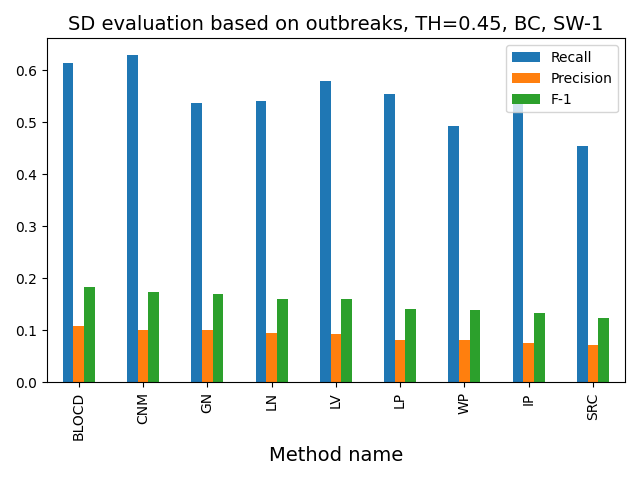 SD evaluation based on outbreaks, TH=0.45, BC, SW-1
Recall
Precision
F-1
0.6
0.5
0.4
0.3
0.2
0.1
0.0
BLOCD
CNM
GN
LN
LV
LP
WP
IP
SRC
Method name